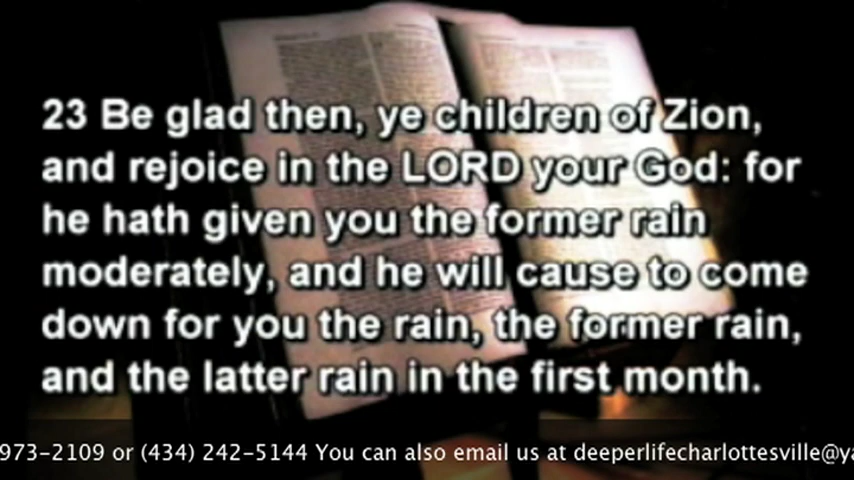 23 Be glad then, ye children of Zion,
and rejoice in the LORD your God: for
he hath given you the former rain
moderately, and he will cause to come
down for you the rain, the former rain,
and the latter rain in the first month.
973-2109 or (434) 242-5144 You can also email us at deeperlifecharlottesville@ya